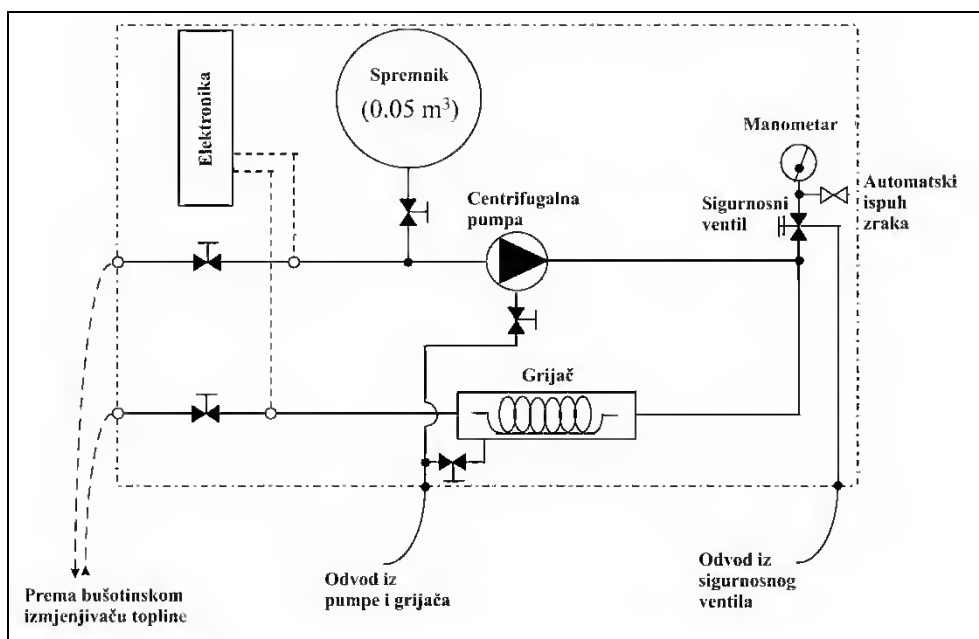 Elektronika
Spremnik
(0.05 m³)
Manometar
Centrifugalna
pumpa
Sigurnosni
ventil
Automatski
ispuh
zraka
Grijač
Prema bušotinskom
izmjenjivaču topline
Odvod iz
pumpe i grijača
Odvod iz
sigurnosnog
ventila